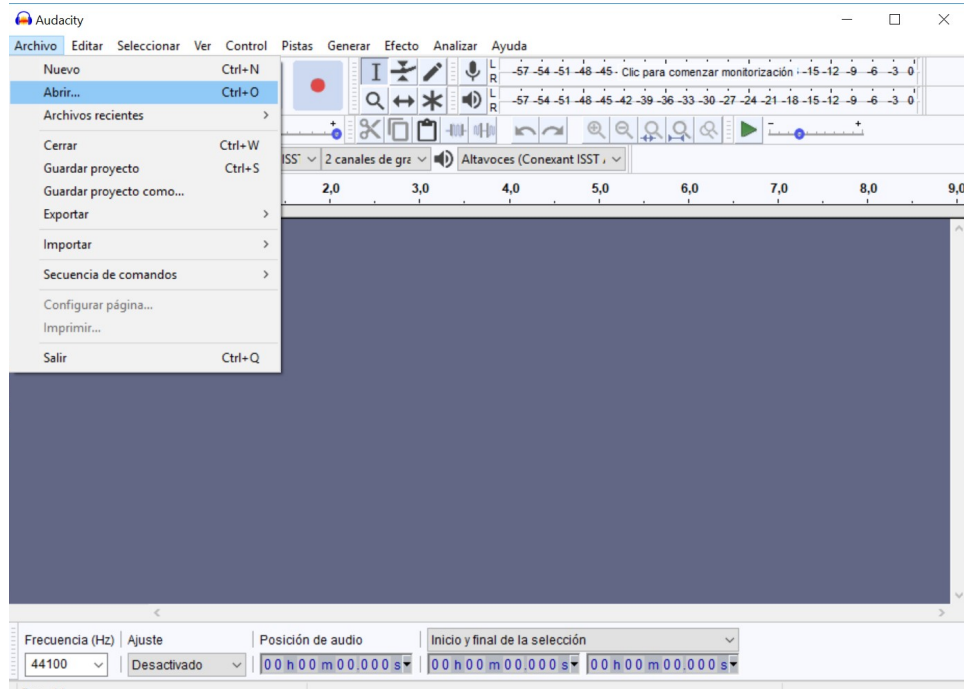 Audacity
Archivo Editar Seleccionar Ver Control Pistas Generar Efecto Analizar Ayuda
Nuevo Ctrl+N
Abrir... Ctrl+O
Archivos recientes
Cerrar Ctrl+W
Guardar proyecto Ctrl+S
Guardar proyecto como...
Exportar
Importar
Secuencia de comandos
Configurar página...
Imprimir...
Salir Ctrl+Q
L
R
-57 -54 -51 -48 -45 - Clic para comenzar monitorización -15 -12 -9 -6 -3 0
L
R
-57 -54 -51 -48 -45 -42 -39 -36 -33 -30 -27 -24 -21 -18 -15 -12 -9 -6 -3 0
2 canales de gra Altavoces (Conexant ISST
2,0 3,0 4,0 5,0 6,0 7,0 8,0 9,0
Frecuencia (Hz) Ajuste Posición de audio Inicio y final de la selección
44100 Desactivado 00 h 00 m 00,000 s 00 h 00 m 00,000 s 00 h 00 m 00,000 s